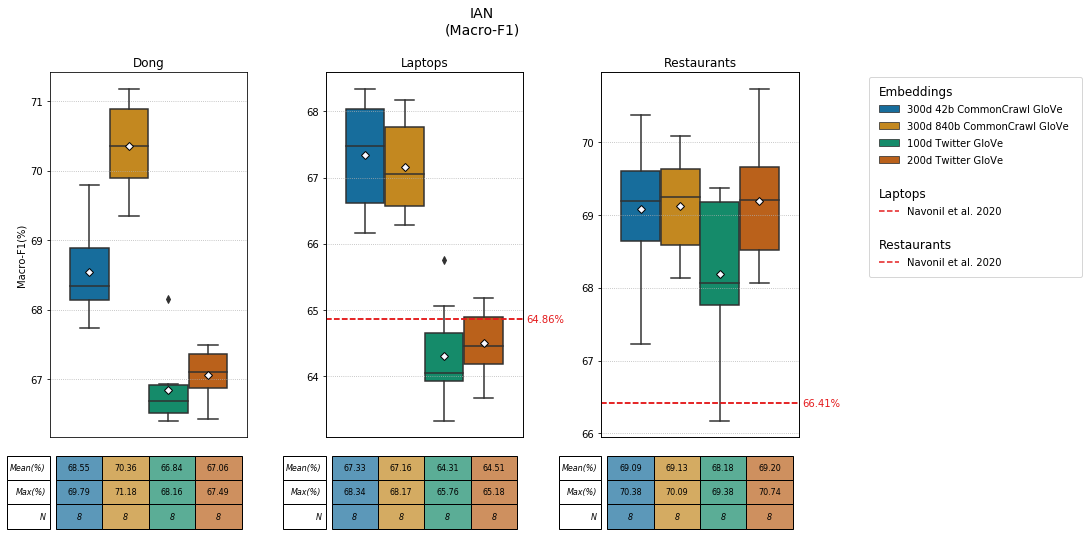 IAN
(Macro-F1)
Dong
Macro-F1(%)
71
70
69
68
67
Mean(%) 68.55 70.36 66.84 67.06
Max(%) 69.79 71.18 68.16 67.49
N 8 8 8 8
Laptops
68
67
66
65
64
64.86%
Mean(%) 67.33 67.16 64.31 64.51
Max(%) 68.34 68.17 65.76 65.18
N 8 8 8 8
Restaurants
70
69
68
67
66
66.41%
Mean(%) 69.09 69.13 68.18 69.20
Max(%) 70.38 70.09 69.38 70.74
N 8 8 8 8
Embeddings
300d 42b CommonCrawl GloVe
300d 840b CommonCrawl GloVe
100d Twitter GloVe
200d Twitter GloVe
Laptops
Navonil et al. 2020
Restaurants
Navonil et al. 2020